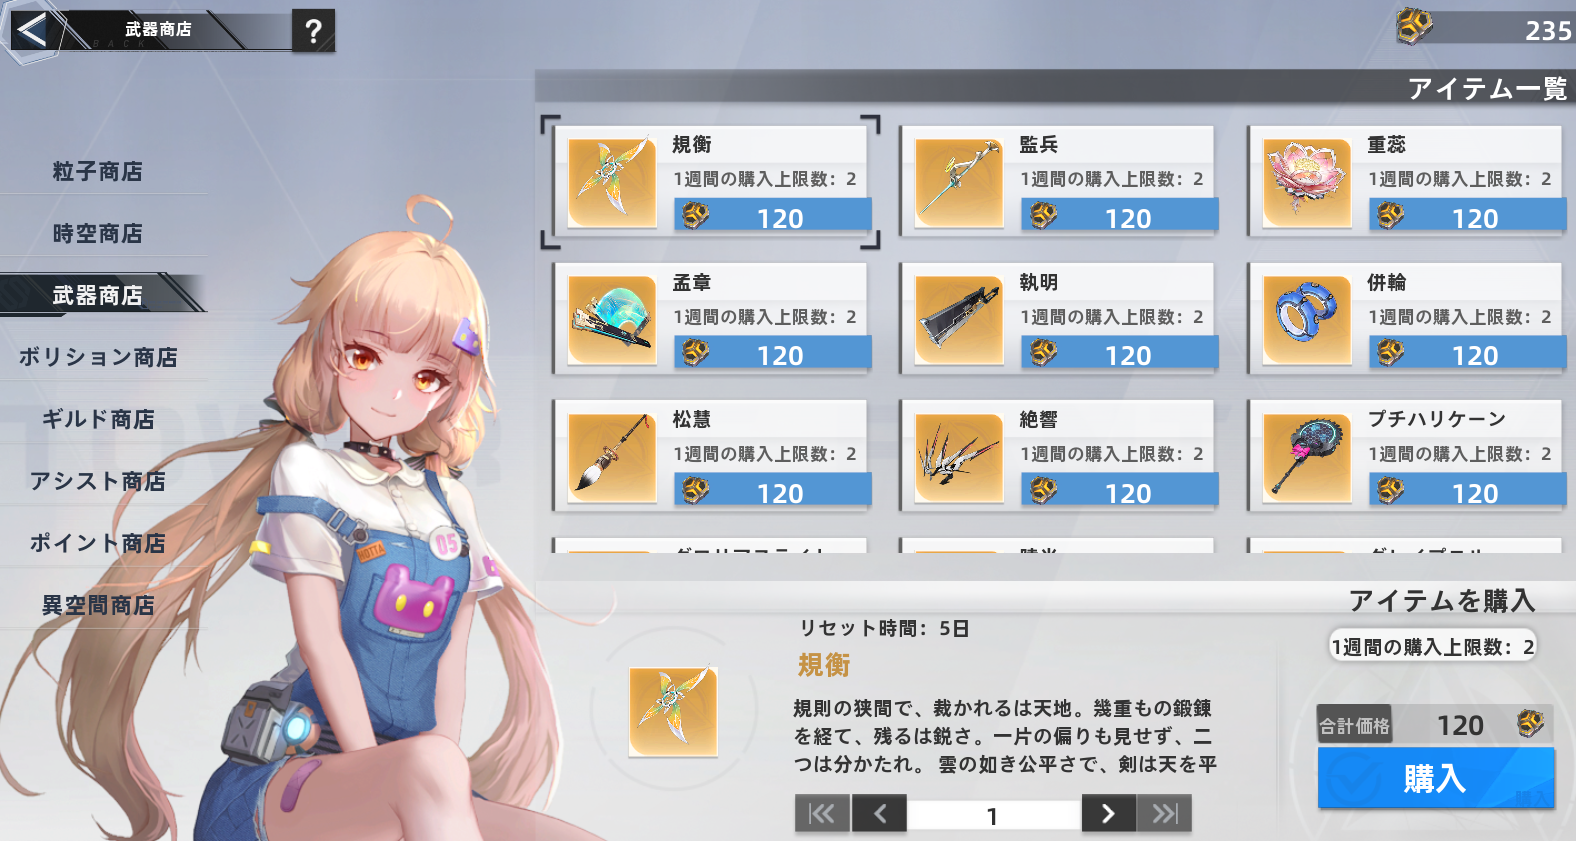 武器商店
BACK
?
235
アイテム一覧
粒子商店
時空商店
武器商店
ボリション商店
ギルド商店
アシスト商店
ポイント商店
異空間商店
規衡
1週間の購入上限数：2
120
監兵
1週間の購入上限数：2
120
重蕊
1週間の購入上限数：2
120
孟章
1週間の購入上限数：2
120
執明
1週間の購入上限数：2
120
併輪
1週間の購入上限数：2
120
松慧
1週間の購入上限数：2
120
絶響
1週間の購入上限数：2
120
プチハリケーン
1週間の購入上限数：2
120
HOTTA
05
リセット時間：5日
規衡
規則の狭間で、裁かれるは天地。幾重もの鍛錬
を経て、残るは鋭さ。一片の偏りも見せず、二
つは分かたれ。 雲の如き公平さで、剣は天を平
1
アイテムを購入
1週間の購入上限数：2
合計価格
120
購入
購入